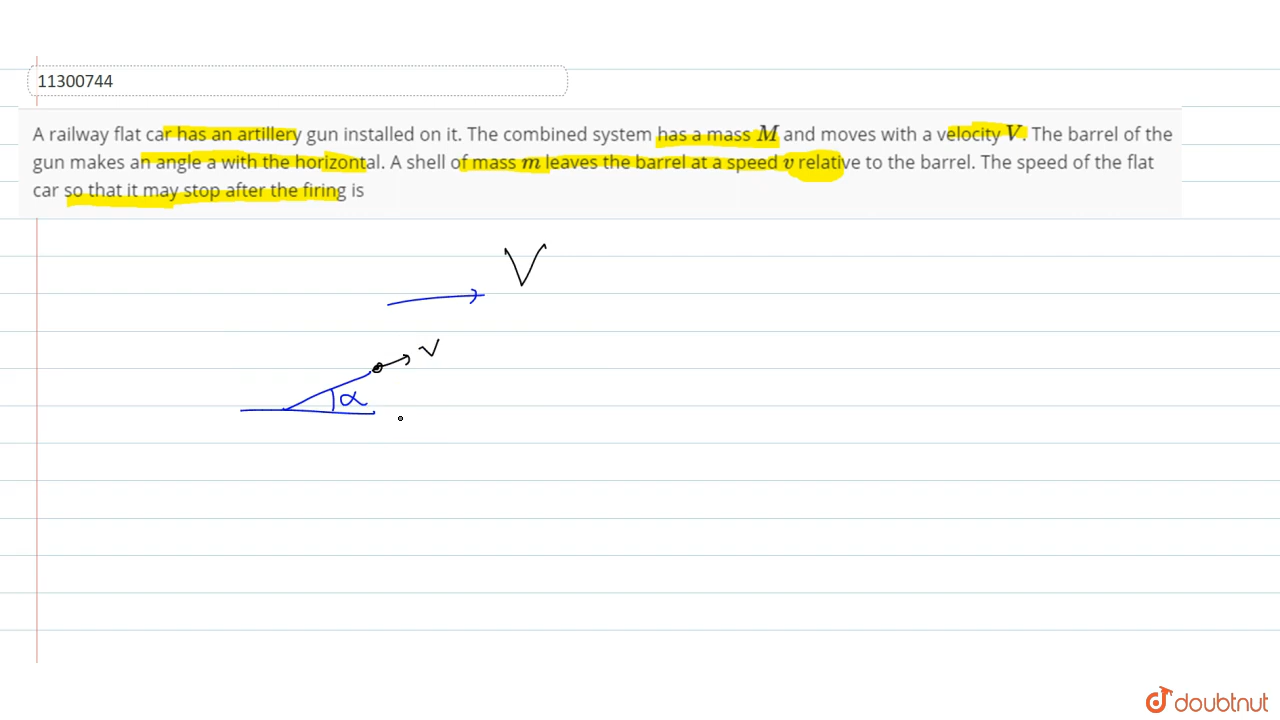 11300744
A railway flat car has an artillery gun installed on it. The combined system has a mass M and moves with a velocity V. The barrel of the
gun makes an angle a with the horizontal. A shell of mass m leaves the barrel at a speed v relative to the barrel. The speed of the flat
car so that it may stop after the firing is
V
v
α
doubtnut